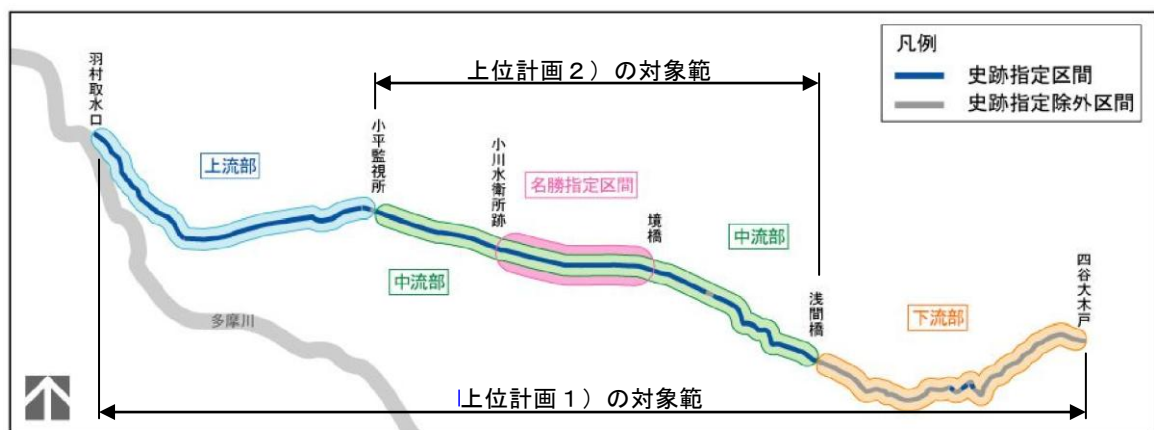 凡例
史跡指定区間
史跡指定除外区間
上位計画2）の対象範
羽村取水口
上流部
小平監視所
小川水衛所跡
名勝指定区間
境橋
中流部
中流部
浅間橋
四谷大木戸
下流部
多摩川
上位計画1）の対象範